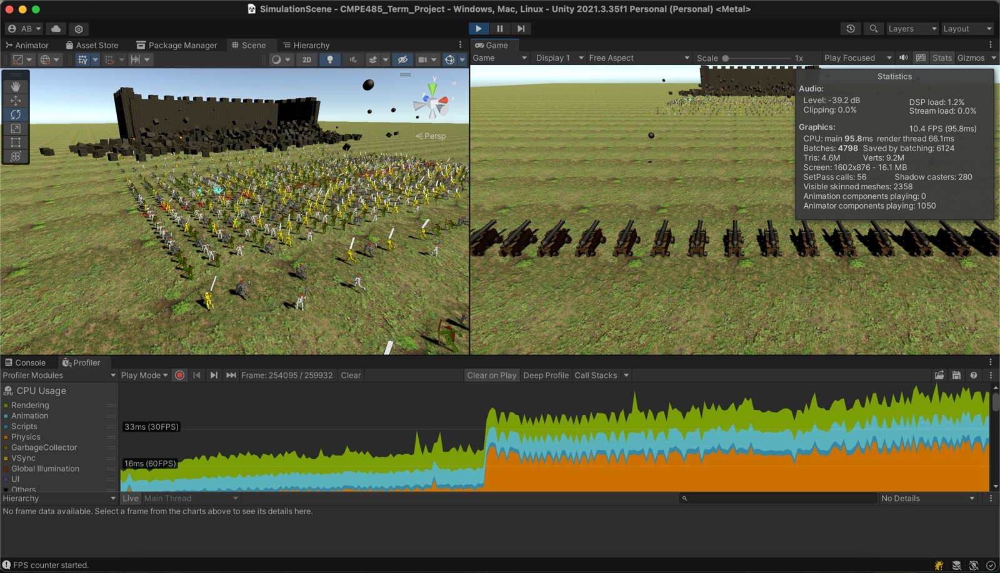 SimulationScene - CMPE485_Term_Project - Windows, Mac, Linux - Unity 2021.3.35f1 Personal (Personal) <Metal>
AB
Layers
Layout
Animator
Asset Store
Package Manager
Scene
Hierarchy
2D
y
x
z
Persp
Game
Game
Display 1
Free Aspect
Scale
1x
Play Focused
Stats
Gizmos
Statistics
Audio:
Level: -39.2 dB
DSP load: 1.2%
Clipping: 0.0%
Stream load: 0.0%
Graphics:
10.4 FPS (95.8ms)
CPU: main 95.8ms render thread 66.1ms
Batches: 4798 Saved by batching: 6124
Tris: 4.6M Verts: 9.2M
Screen: 1602x876 - 16.1 MB
SetPass calls: 56 Shadow casters: 280
Visible skinned meshes: 2358
Animation components playing: 0
Animator components playing: 1050
Console
Profiler
Profiler Modules
Play Mode
Frame: 254095 / 259932
Clear
Clear on Play
Deep Profile
Call Stacks
CPU
CPU Usage
Rendering
Animation
Scripts
Physics
GarbageCollector
VSync
Global Illumination
UI
Others
33ms (30FPS)
16ms (60FPS)
Hierarchy
Live
Main Thread
No Details
No frame data available. Select a frame from the charts above to see its details here.
FPS counter started.